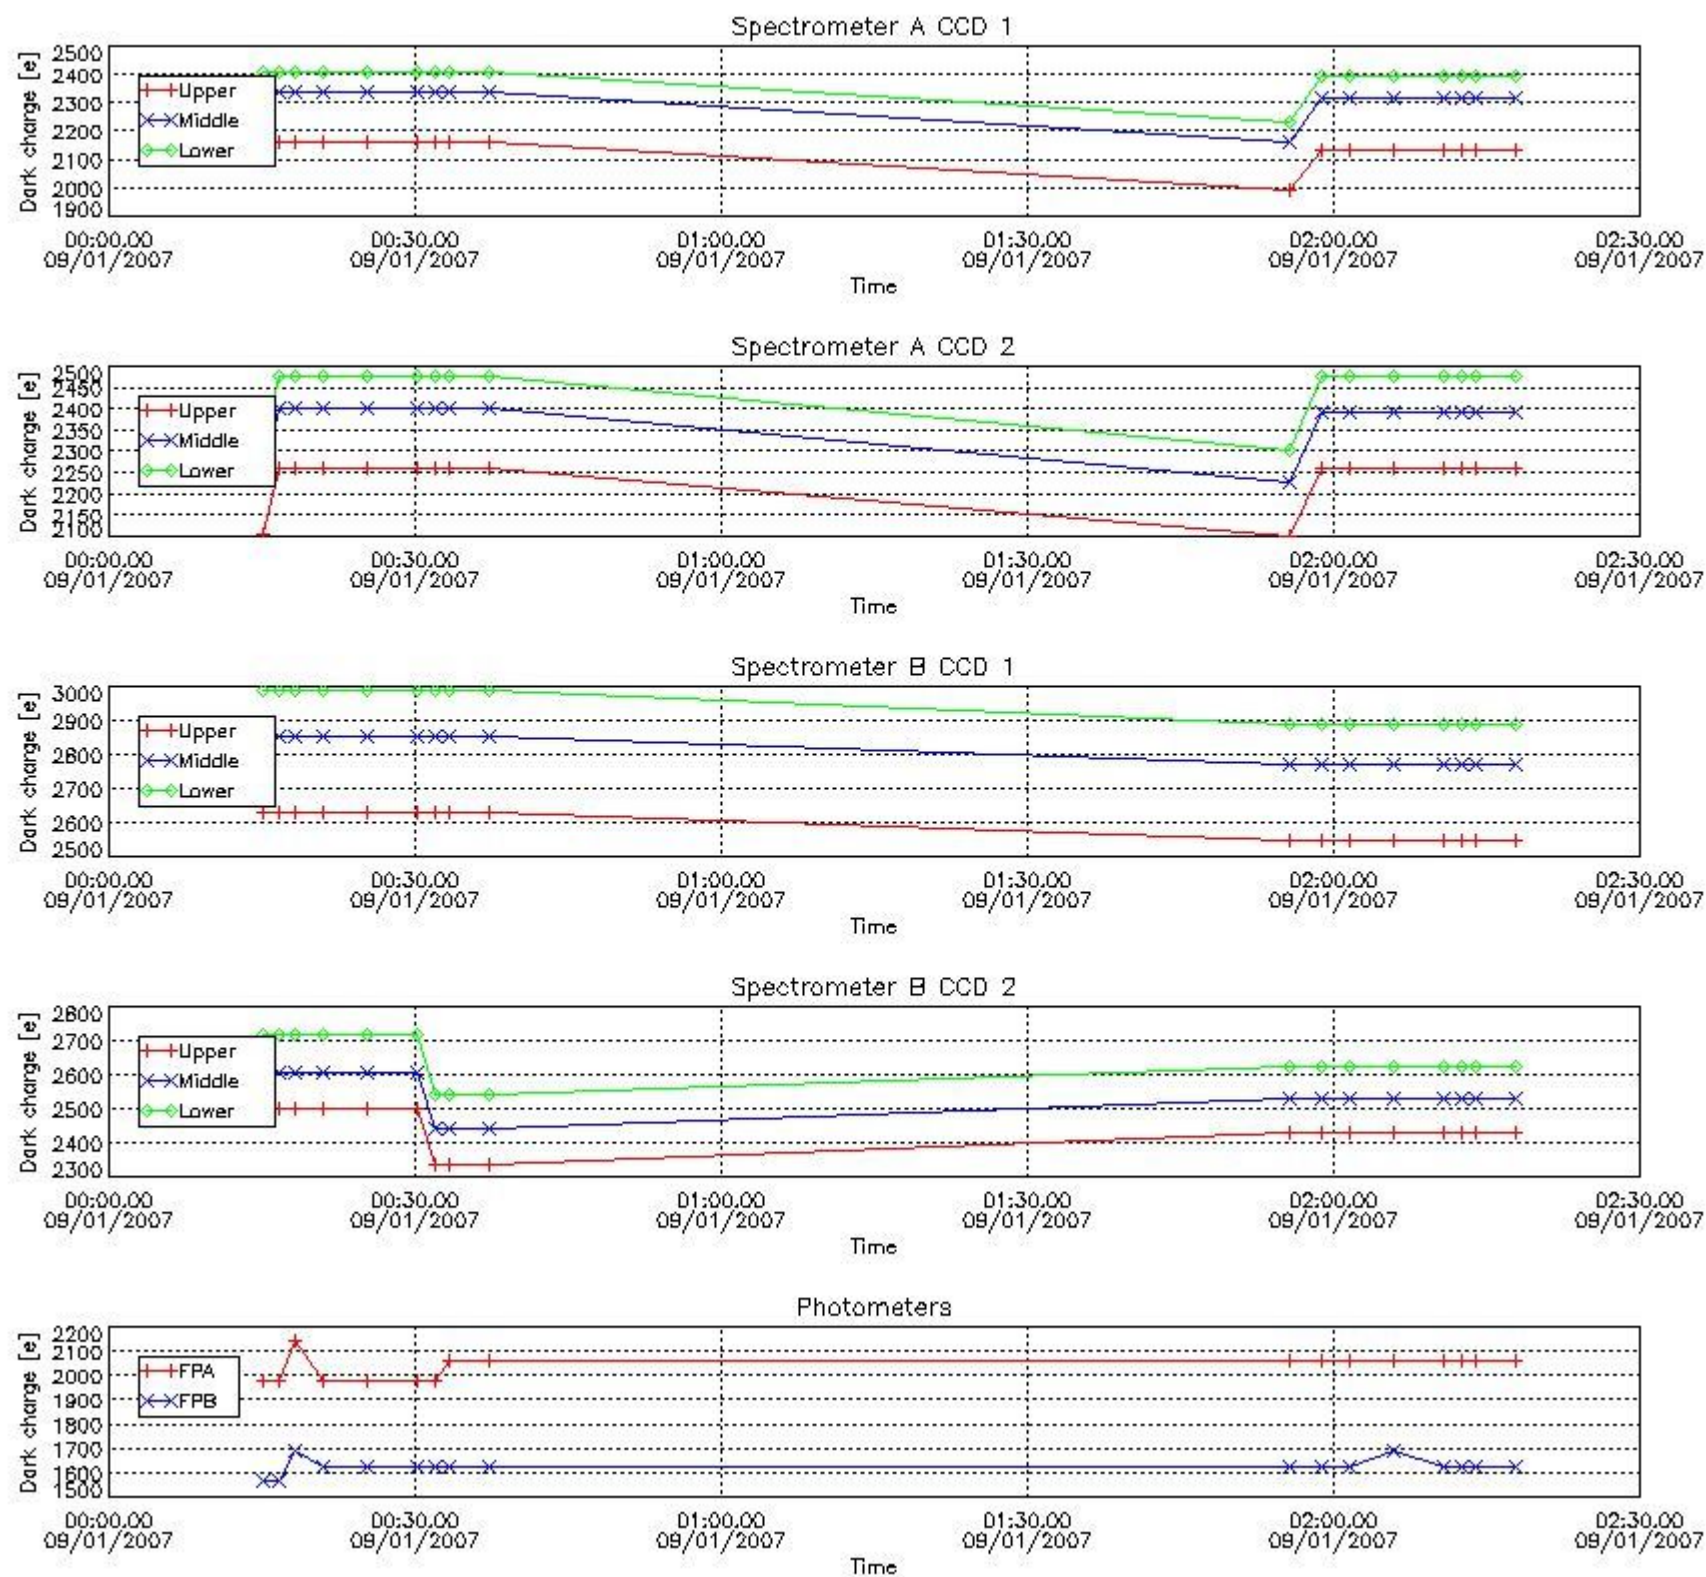 Spectrometer A CCD 1
Dark charge [e]
2500
2400
2300
2200
2100
2000
1900
Upper
Middle
Lower
00:00.00 00:30.00 01:00.00 01:30.00 02:00.00 02:30.00
09/01/2007 09/01/2007 09/01/2007 09/01/2007 09/01/2007 09/01/2007
Time
Spectrometer A CCD 2
Dark charge [e]
2500
2450
2400
2350
2300
2250
2200
2150
2100
Upper
Middle
Lower
00:00.00 00:30.00 01:00.00 01:30.00 02:00.00 02:30.00
09/01/2007 09/01/2007 09/01/2007 09/01/2007 09/01/2007 09/01/2007
Time
Spectrometer B CCD 1
Dark charge [e]
3000
2900
2800
2700
2600
2500
Upper
Middle
Lower
00:00.00 00:30.00 01:00.00 01:30.00 02:00.00 02:30.00
09/01/2007 09/01/2007 09/01/2007 09/01/2007 09/01/2007 09/01/2007
Time
Spectrometer B CCD 2
Dark charge [e]
2800
2700
2600
2500
2400
2300
Upper
Middle
Lower
00:00.00 00:30.00 01:00.00 01:30.00 02:00.00 02:30.00
09/01/2007 09/01/2007 09/01/2007 09/01/2007 09/01/2007 09/01/2007
Time
Photometers
Dark charge [e]
2200
2100
2000
1900
1800
1700
1600
1500
FPA
FPB
00:00.00 00:30.00 01:00.00 01:30.00 02:00.00 02:30.00
09/01/2007 09/01/2007 09/01/2007 09/01/2007 09/01/2007 09/01/2007
Time